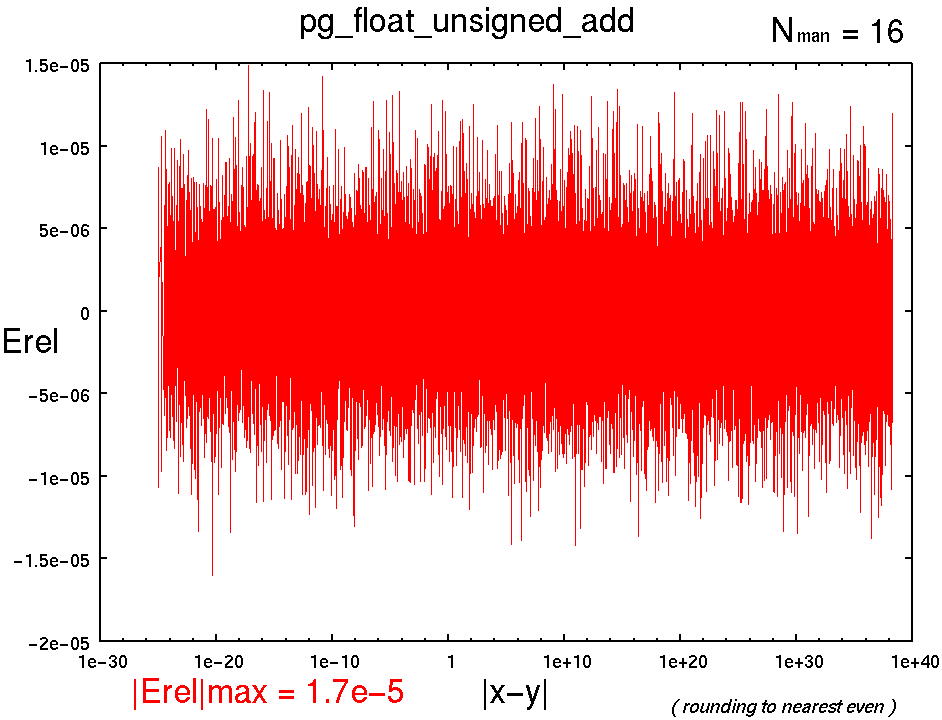 pg_float_unsigned_add
Nman = 16
1.5e-05
1e-05
5e-06
0
Erel
-5e-06
-1e-05
-1.5e-05
-2e-05
1e-30 1e-20 1e-10 1 1e+10 1e+20 1e+30 1e+40
|Erel|max = 1.7e-5
|x-y|
( rounding to nearest even )